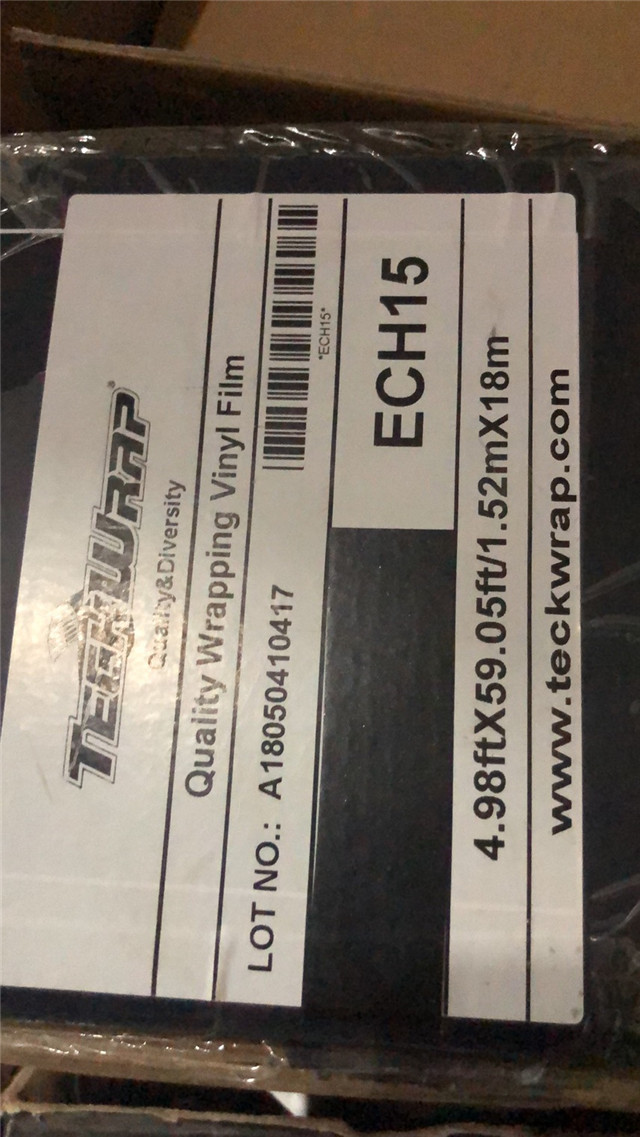 TECKWRAP®
Quality&Diversity
Quality Wrapping Vinyl Film
LOT NO.: A18050410417
*ECH15*
ECH15
4.98ftX59.05ft/1.52mX18m
www.teckwrap.com